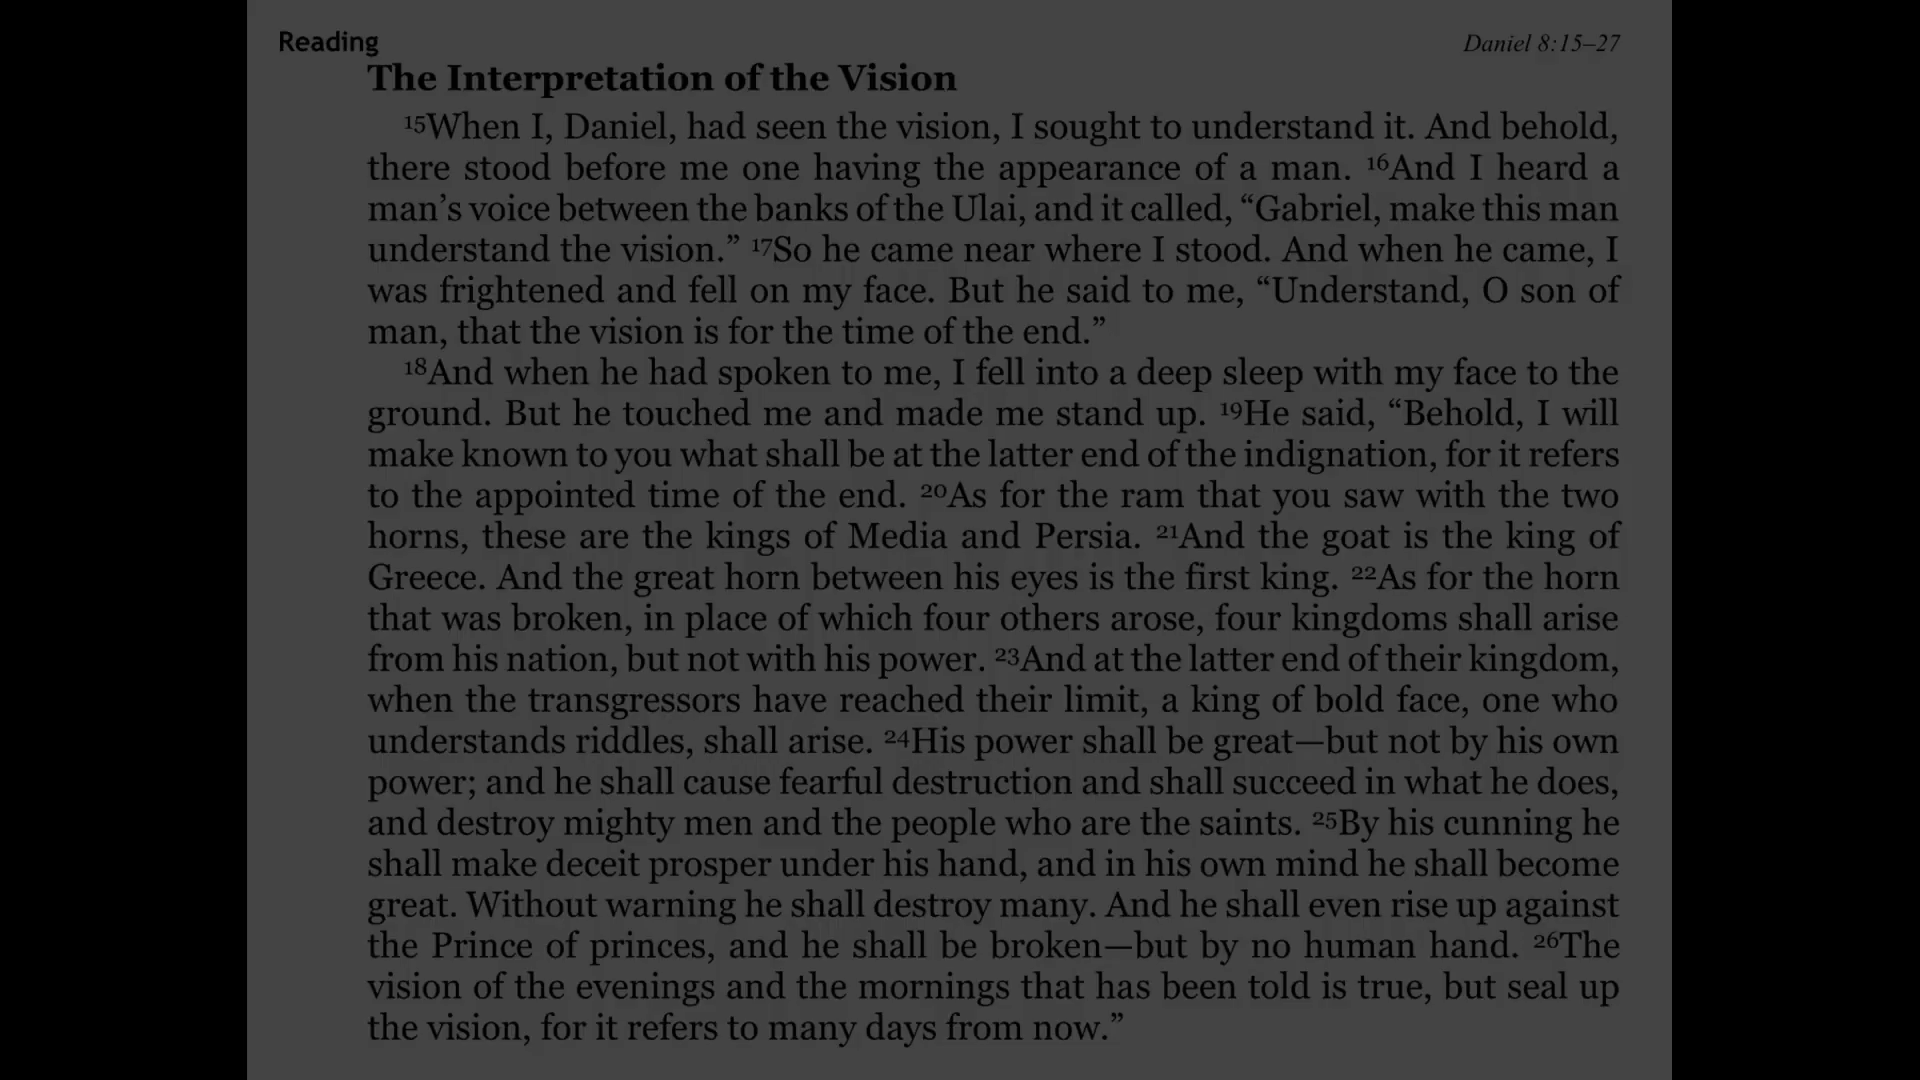 Reading
Daniel 8:15–27
The Interpretation of the Vision
¹⁵When I, Daniel, had seen the vision, I sought to understand it. And behold,
there stood before me one having the appearance of a man. ¹⁶And I heard a
man’s voice between the banks of the Ulai, and it called, “Gabriel, make this man
understand the vision.” ¹⁷So he came near where I stood. And when he came, I
was frightened and fell on my face. But he said to me, “Understand, O son of
man, that the vision is for the time of the end.”
¹⁸And when he had spoken to me, I fell into a deep sleep with my face to the
ground. But he touched me and made me stand up. ¹⁹He said, “Behold, I will
make known to you what shall be at the latter end of the indignation, for it refers
to the appointed time of the end. ²⁰As for the ram that you saw with the two
horns, these are the kings of Media and Persia. ²¹And the goat is the king of
Greece. And the great horn between his eyes is the first king. ²²As for the horn
that was broken, in place of which four others arose, four kingdoms shall arise
from his nation, but not with his power. ²³And at the latter end of their kingdom,
when the transgressors have reached their limit, a king of bold face, one who
understands riddles, shall arise. ²⁴His power shall be great—but not by his own
power; and he shall cause fearful destruction and shall succeed in what he does,
and destroy mighty men and the people who are the saints. ²⁵By his cunning he
shall make deceit prosper under his hand, and in his own mind he shall become
great. Without warning he shall destroy many. And he shall even rise up against
the Prince of princes, and he shall be broken—but by no human hand. ²⁶The
vision of the evenings and the mornings that has been told is true, but seal up
the vision, for it refers to many days from now.”